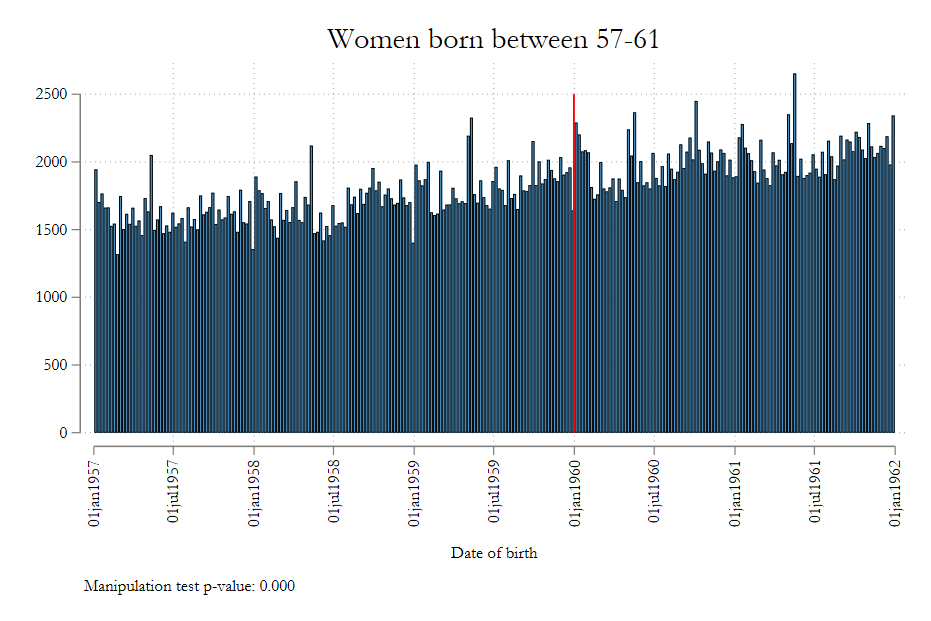 Women born between 57-61
2500
2000
1500
1000
500
0
01jan1957
01jul1957
01jan1958
01jul1958
01jan1959
01jul1959
01jan1960
01jul1960
01jan1961
01jul1961
01jan1962
Date of birth
Manipulation test p-value: 0.000